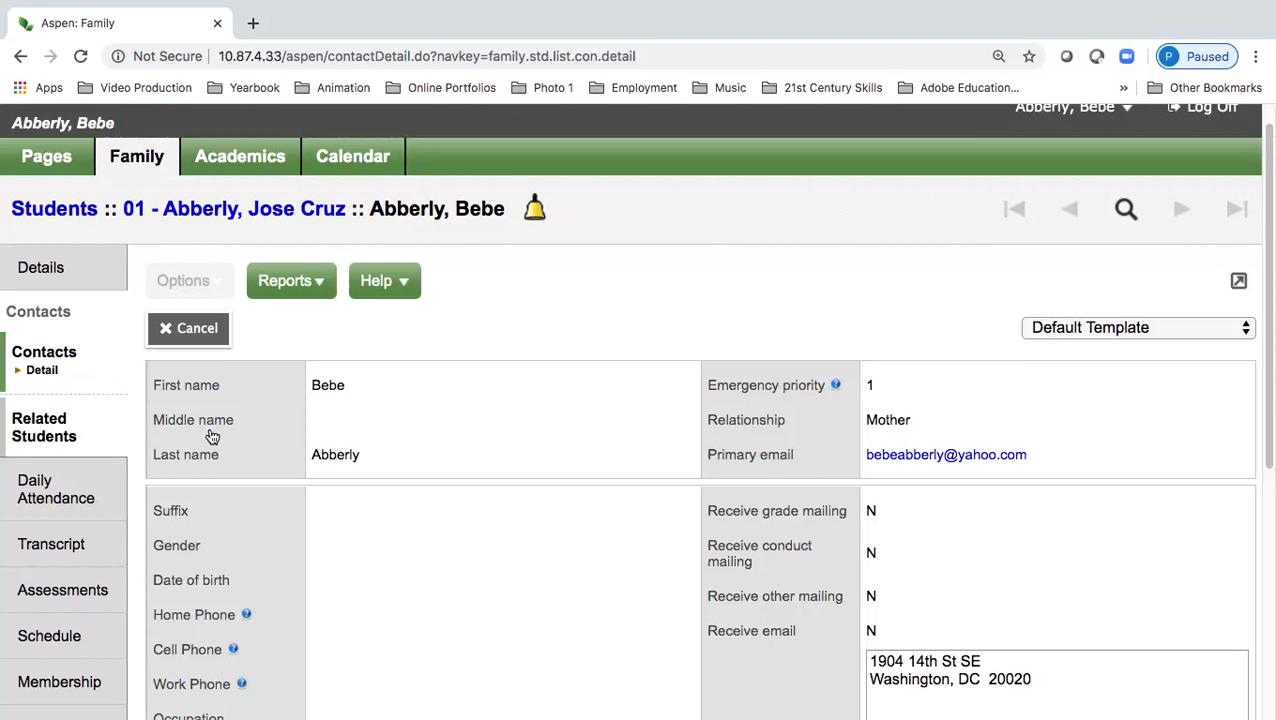 Aspen: Family
Not Secure
10.87.4.33/aspen/contactDetail.do?navkey=family.std.list.con.detail
P Paused
Apps Video Production Yearbook Animation Online Portfolios Photo 1 Employment Music 21st Century Skills Adobe Education... » Other Bookmarks
Abberly, Bebe
Abberly, Bebe Log Off
Pages Family Academics Calendar
Students :: 01 - Abberly, Jose Cruz :: Abberly, Bebe
Details
Contacts
Contacts
Detail
Related
Students
Daily
Attendance
Transcript
Assessments
Schedule
Membership
Options Reports Help
Cancel
Default Template
First name Bebe
Middle name
Last name Abberly
Emergency priority ? 1
Relationship Mother
Primary email bebeabberly@yahoo.com
Suffix
Gender
Date of birth
Home Phone ?
Cell Phone ?
Work Phone ?
Occupation
Receive grade mailing N
Receive conduct
mailing N
Receive other mailing N
Receive email N
1904 14th St SE
Washington, DC 20020